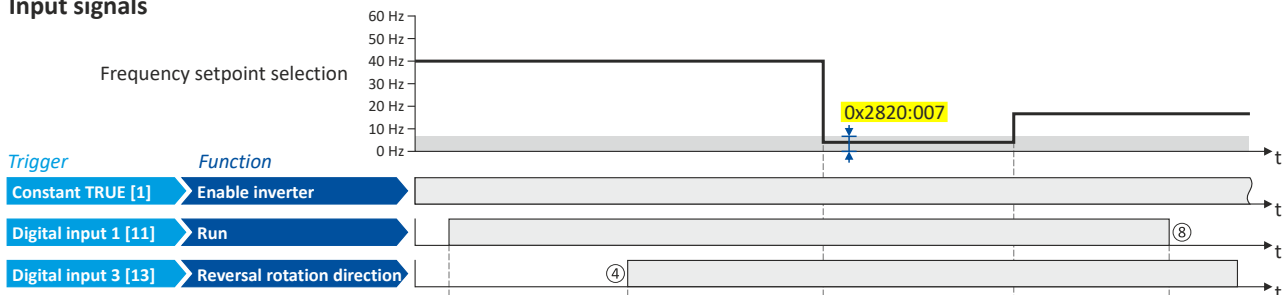 Input signals
60 Hz
50 Hz
40 Hz
30 Hz
20 Hz
10 Hz
0 Hz
Frequency setpoint selection
0x2820:007
t
Trigger Function
Constant TRUE [1] Enable inverter
t
Digital input 1 [11] Run ⑧
t
Digital input 3 [13] Reversal rotation direction ④
t